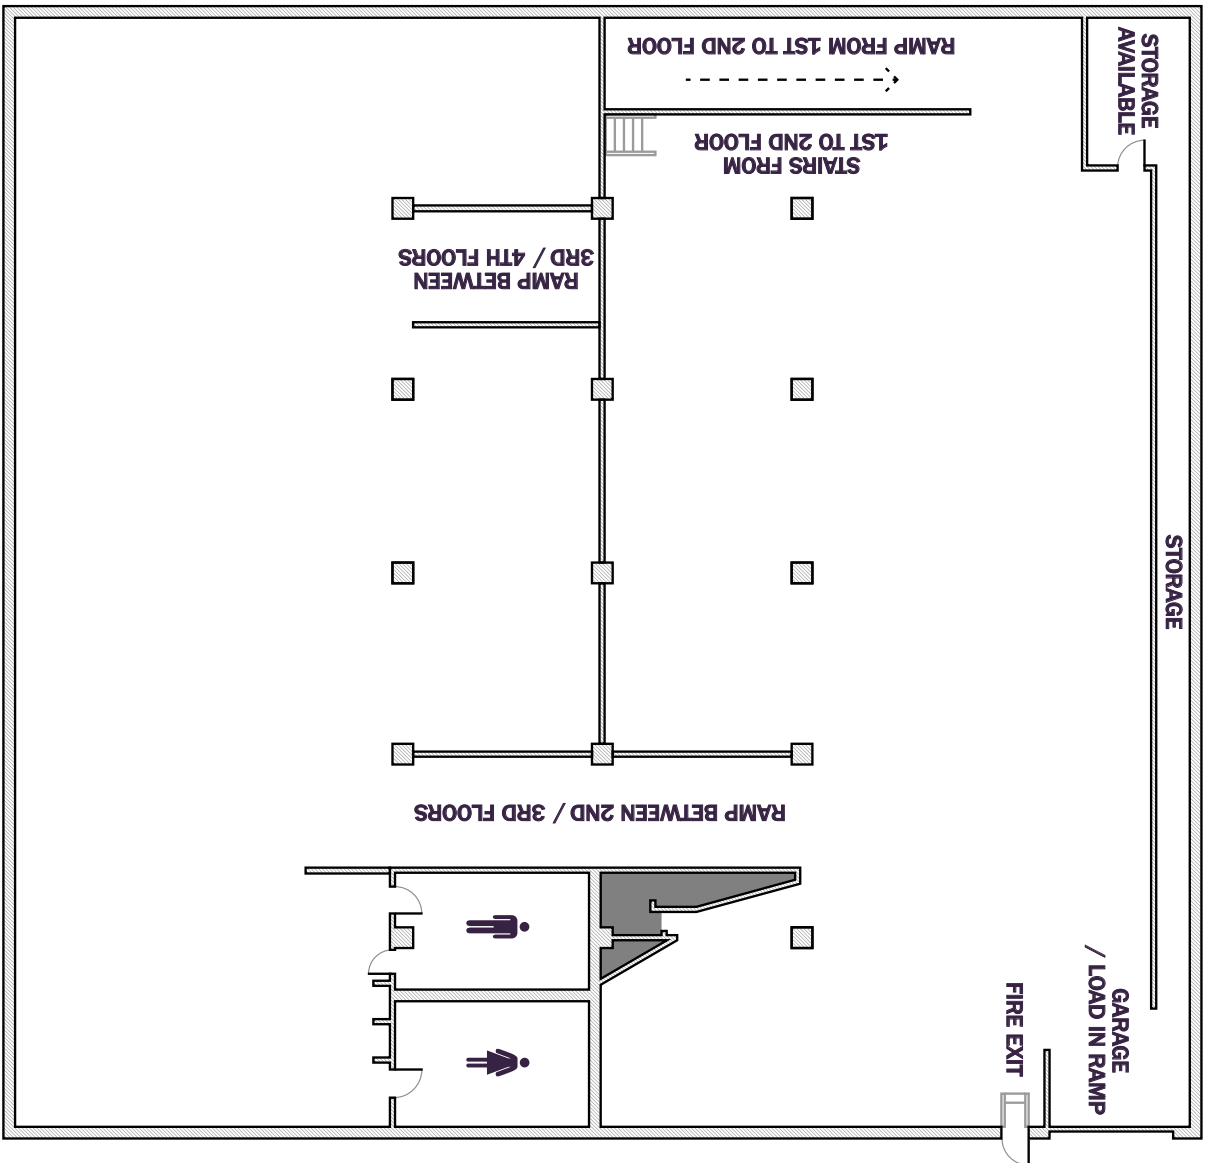 RAMP FROM 1ST TO 2ND FLOOR
STORAGE
AVAILABLE
STAIRS FROM
1ST TO 2ND FLOOR
RAMP BETWEEN
3RD / 4TH FLOORS
STORAGE
RAMP BETWEEN 2ND / 3RD FLOORS
GARAGE
/ LOAD IN RAMP
FIRE EXIT